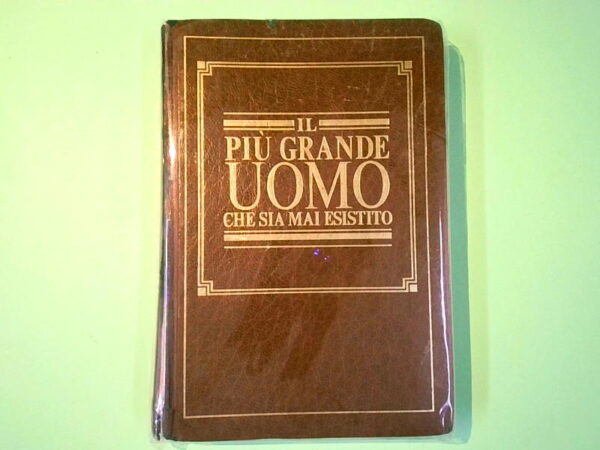 IL
PIÙ GRANDE
UOMO
CHE SIA MAI ESISTITO